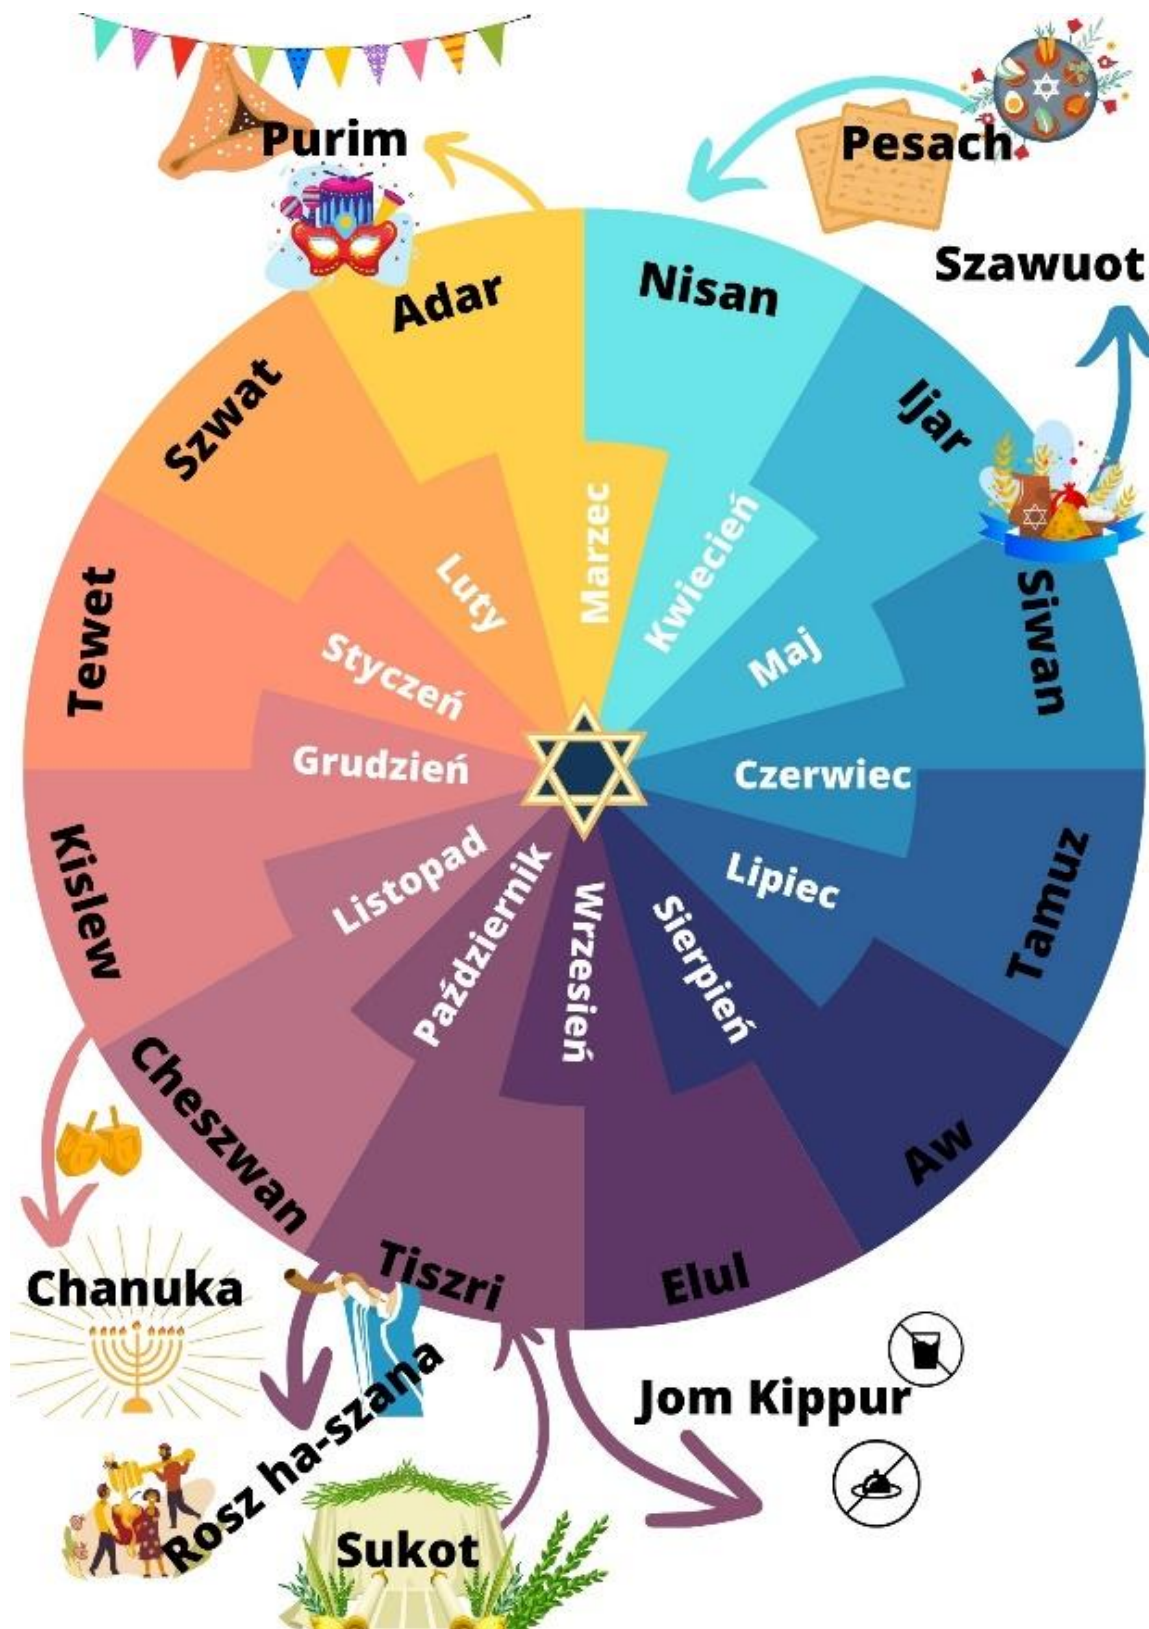 Purim
Pesach
Szawuot
Adar
Nisan
Ijar
Siwan
Tamuz
Aw
Elul
Tiszri
Cheszwan
Kislew
Tewet
Szwat
Marzec
Kwiecień
Maj
Czerwiec
Lipiec
Sierpień
Wrzesień
Październik
Listopad
Grudzień
Styczeń
Luty
Chanuka
Rosz ha-szana
Jom Kippur
Sukot